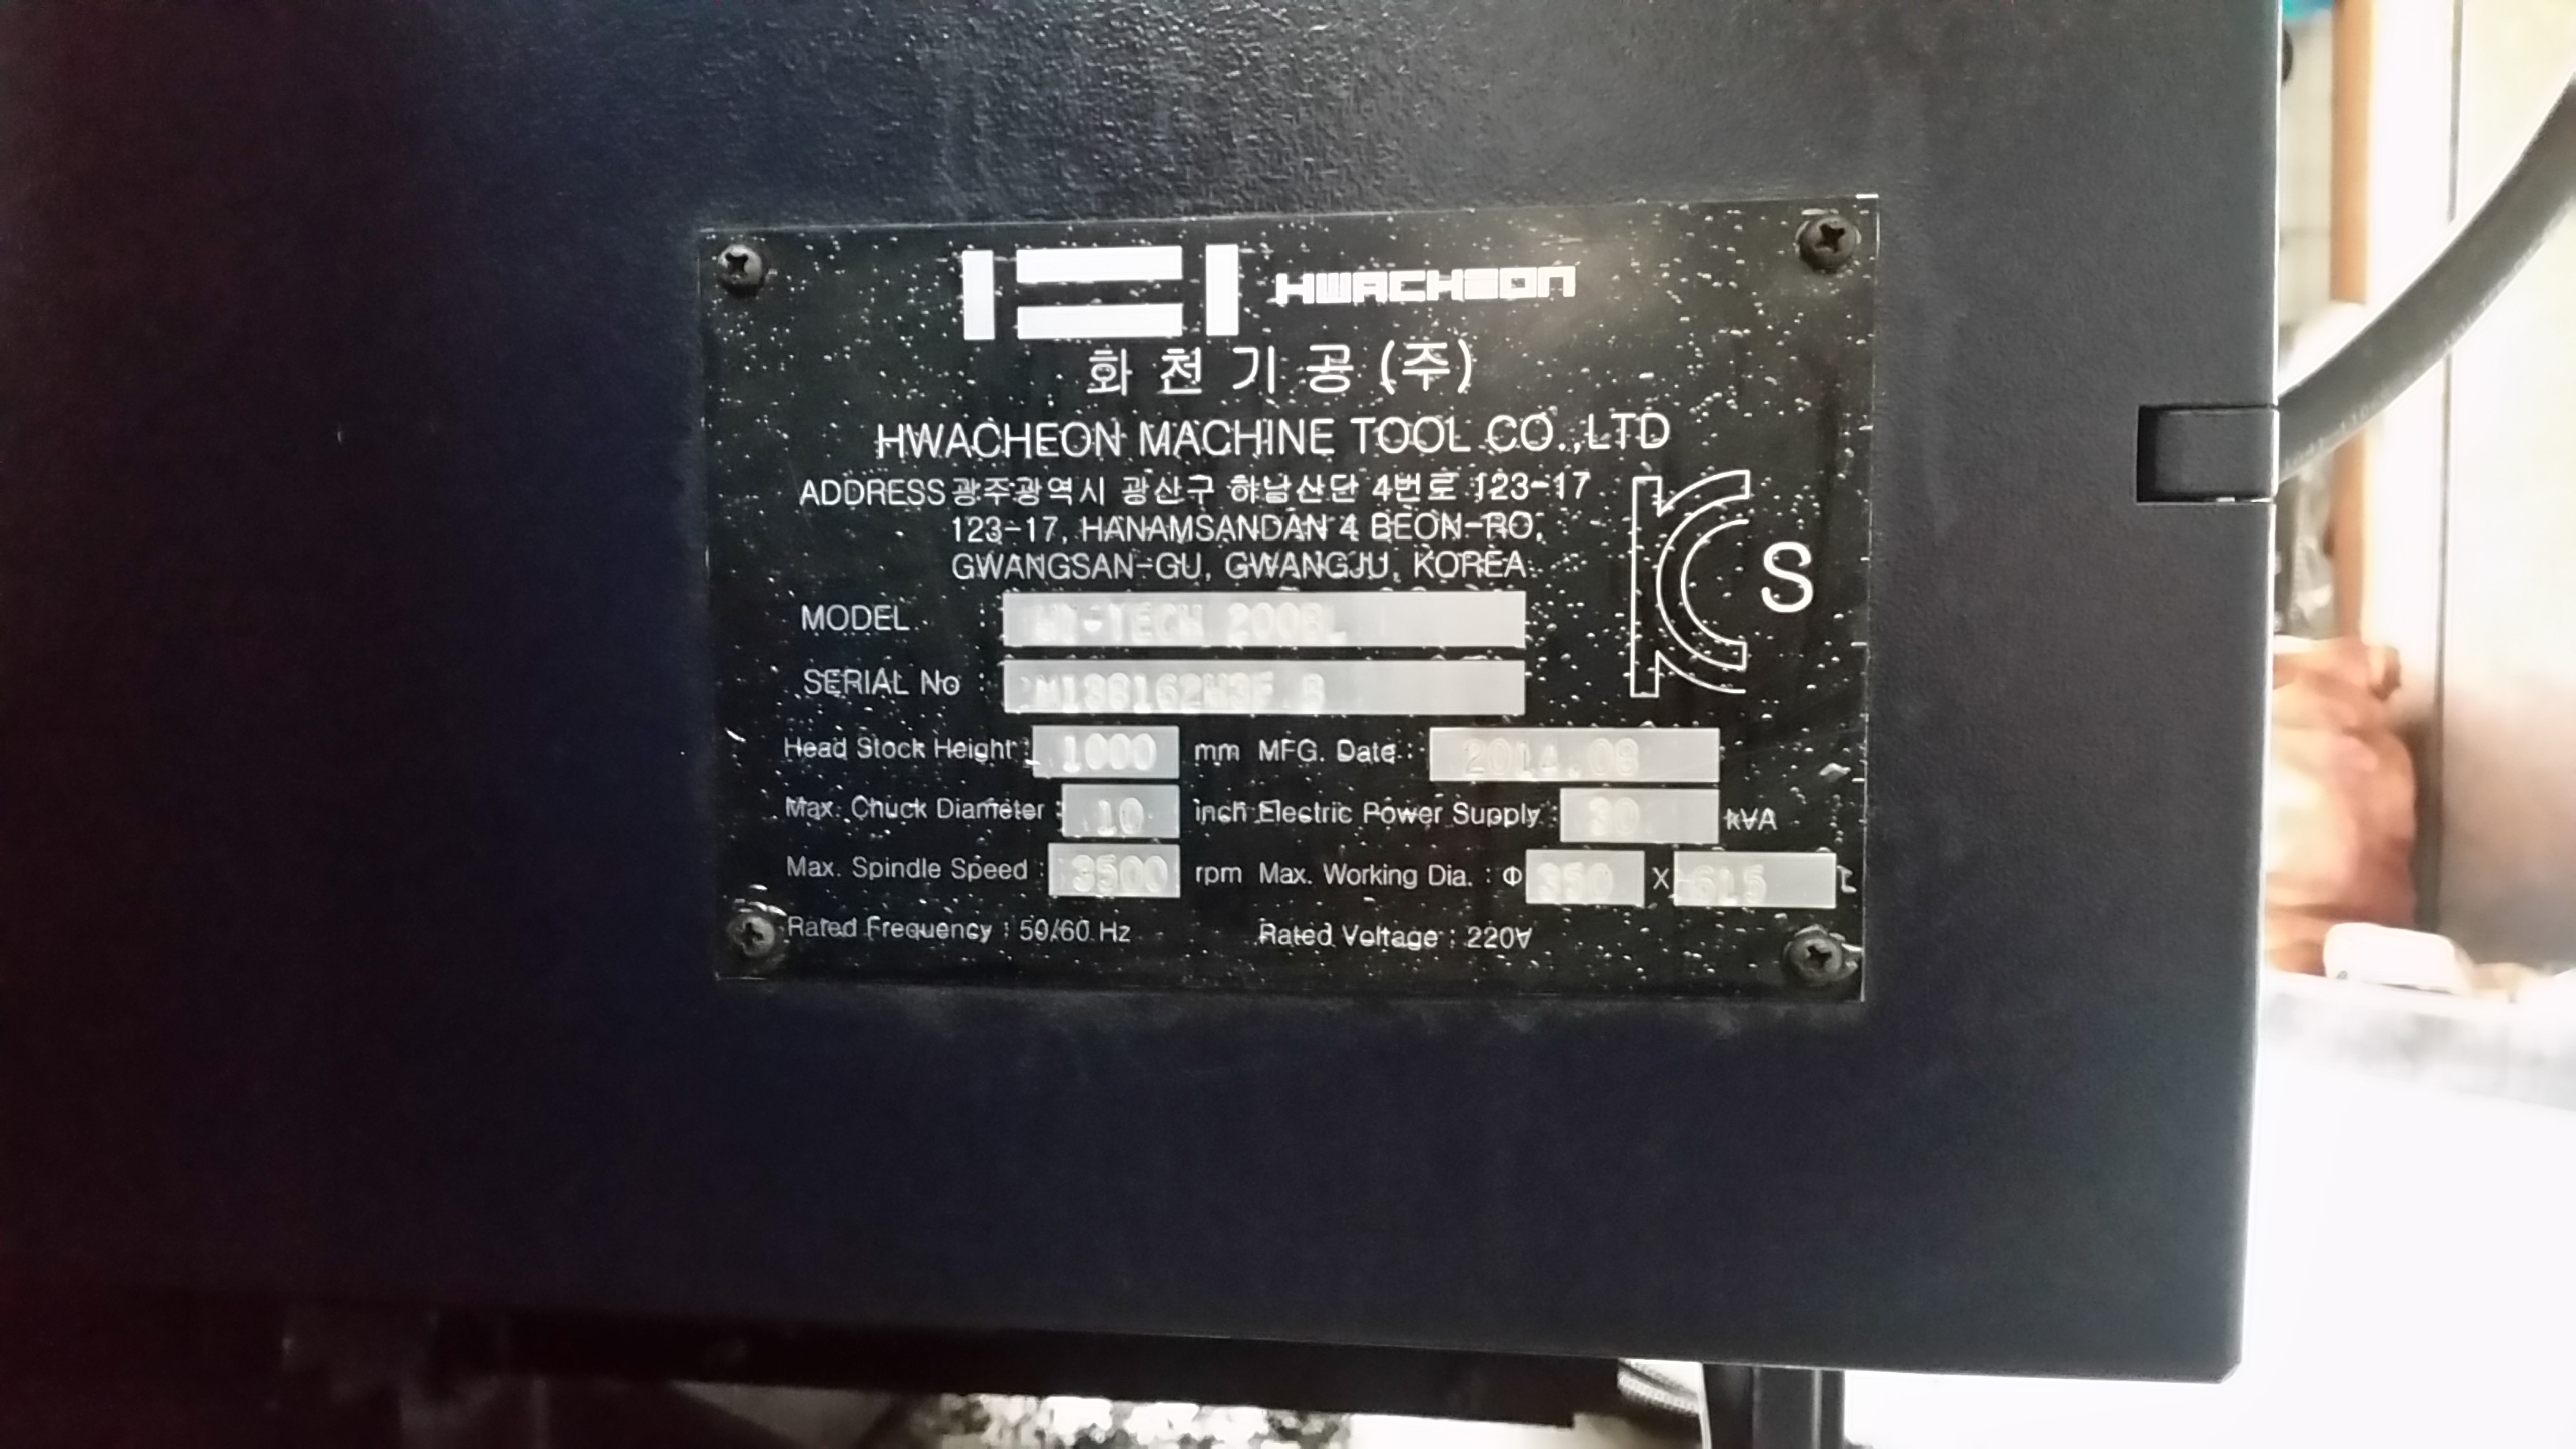 HWACHEON
화천기공(주)
HWACHEON MACHINE TOOL CO.,LTD
ADDRESS 광주광역시 광산구 하남산단 4번로 123-17
123-17, HANAMSANDAN 4 BEON-RO,
GWANGSAN-GU, GWANGJU, KOREA
KC S
MODEL : HI-TECH 200BL
SERIAL No :
Head Stock Height : 1000 mm MFG. Date : 2014.08
Max. Chuck Diameter : 10 inch Electric Power Supply : 30 kVA
Max. Spindle Speed : 3500 rpm Max. Working Dia. : Φ 350 X 615
Rated Frequency : 50/60 Hz Rated Voltage : 220V